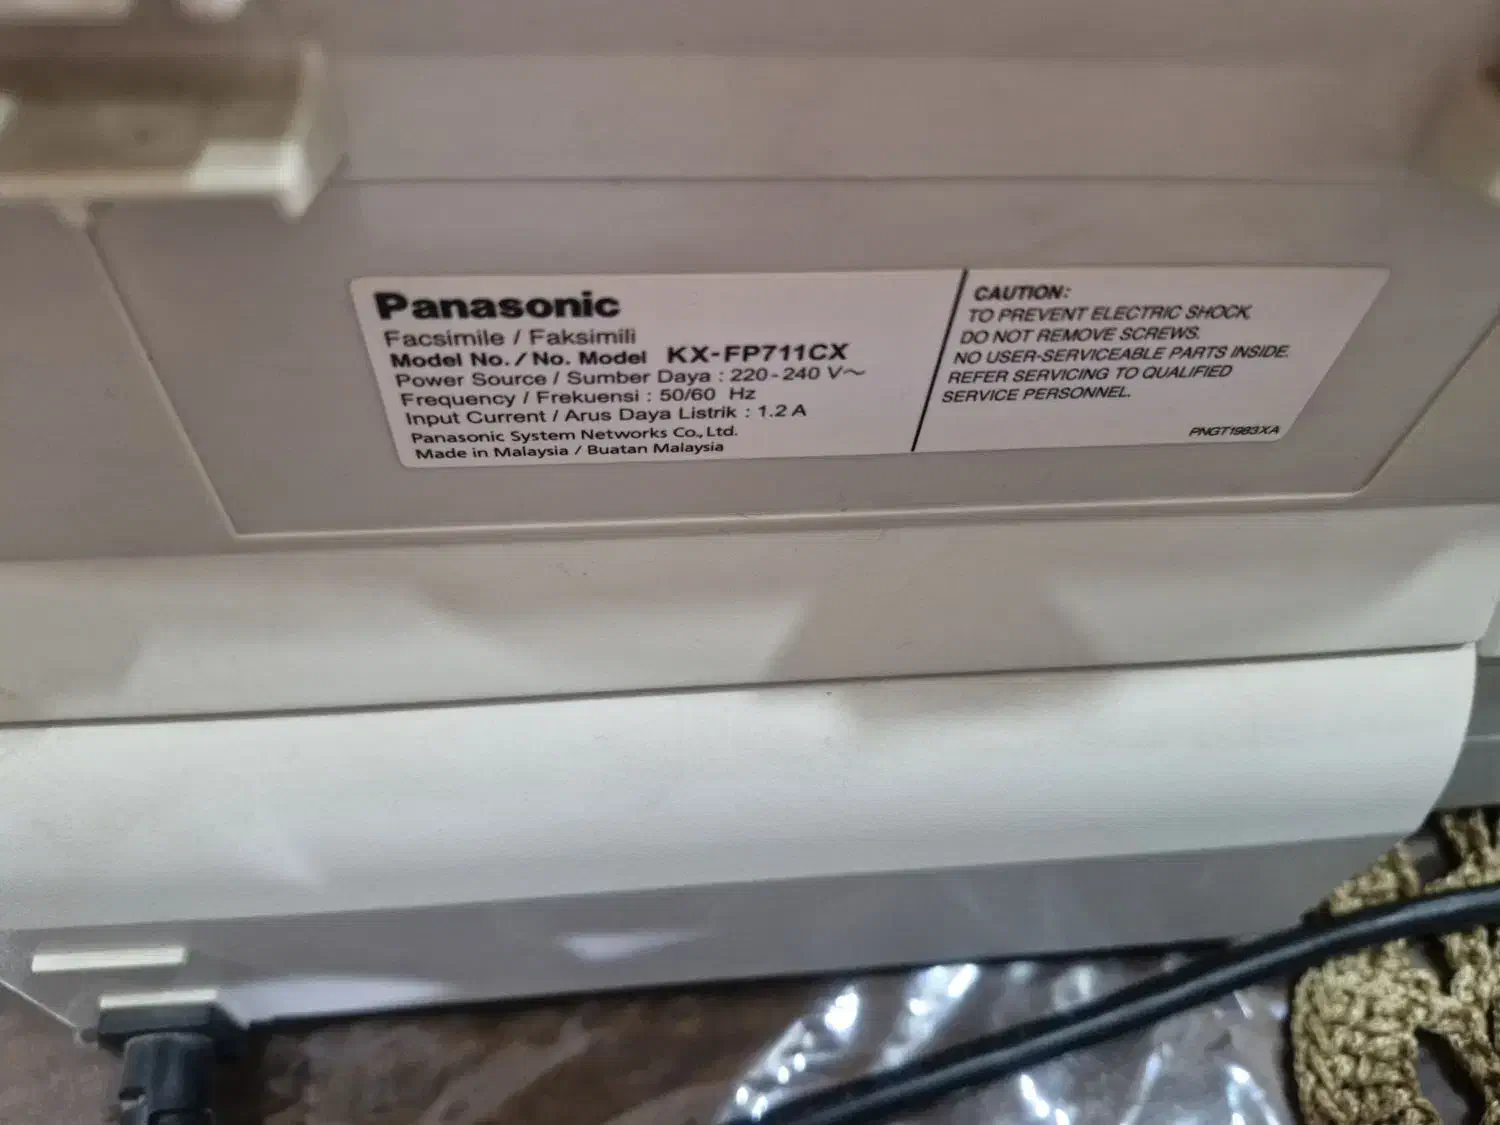 Panasonic
Facsimile / Faksimili
Model No. / No. Model KX-FP711CX
Power Source / Sumber Daya : 220-240 V~
Frequency / Frekuensi : 50/60 Hz
Input Current / Arus Daya Listrik : 1.2 A
Panasonic System Networks Co., Ltd.
Made in Malaysia / Buatan Malaysia
CAUTION:
TO PREVENT ELECTRIC SHOCK,
DO NOT REMOVE SCREWS.
NO USER-SERVICEABLE PARTS INSIDE.
REFER SERVICING TO QUALIFIED
SERVICE PERSONNEL.
PNGT1983XA